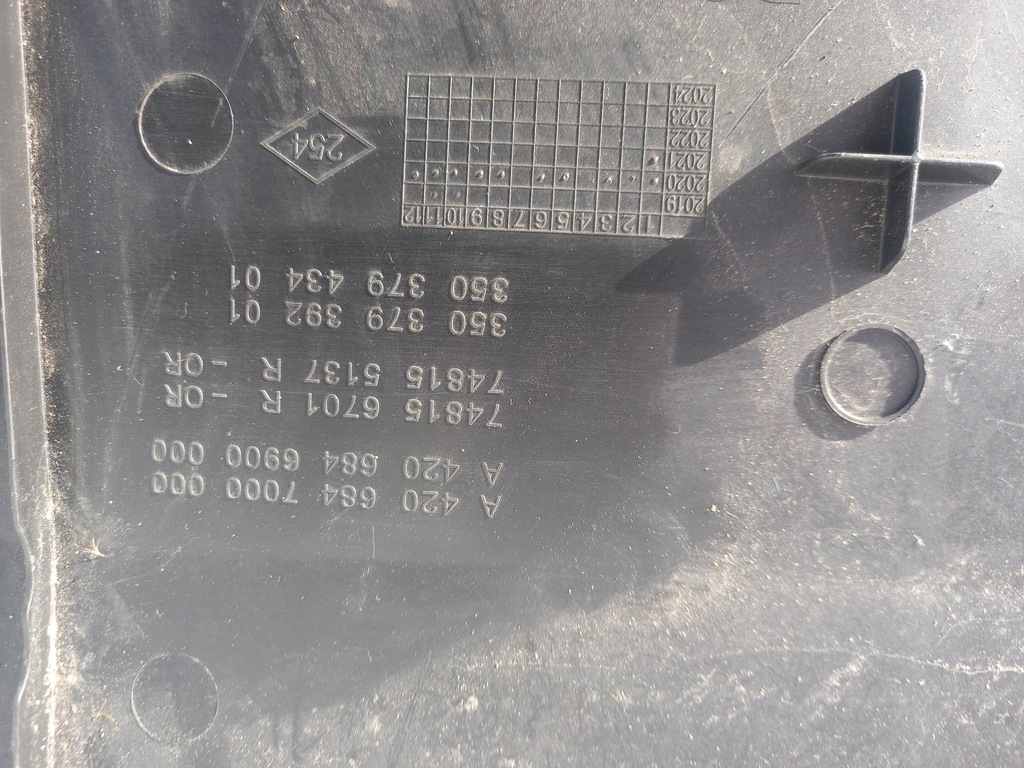 A 420 684 7000 000
A 420 684 6900 000
74815 6701 R - OR
74815 5137 R - OR
350 379 392 01
350 379 434 01
1 2 3 4 5 6 7 8 9 10 11 12
2019
2020
2021
2022
2023
2024
254